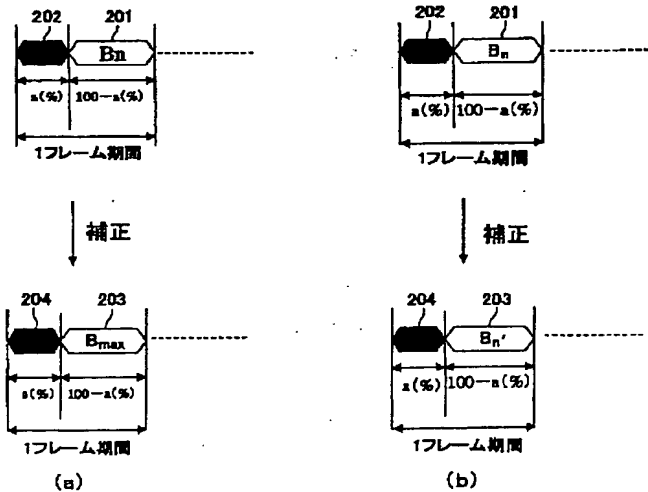 202 201
Bn
a(%) 100-a(%)
1フレーム期間
補正
204 203
Bmax
a(%) 100-a(%)
1フレーム期間
(a)
202 201
Bn
a(%) 100-a(%)
1フレーム期間
補正
204 203
Bn'
a(%) 100-a(%)
1フレーム期間
(b)